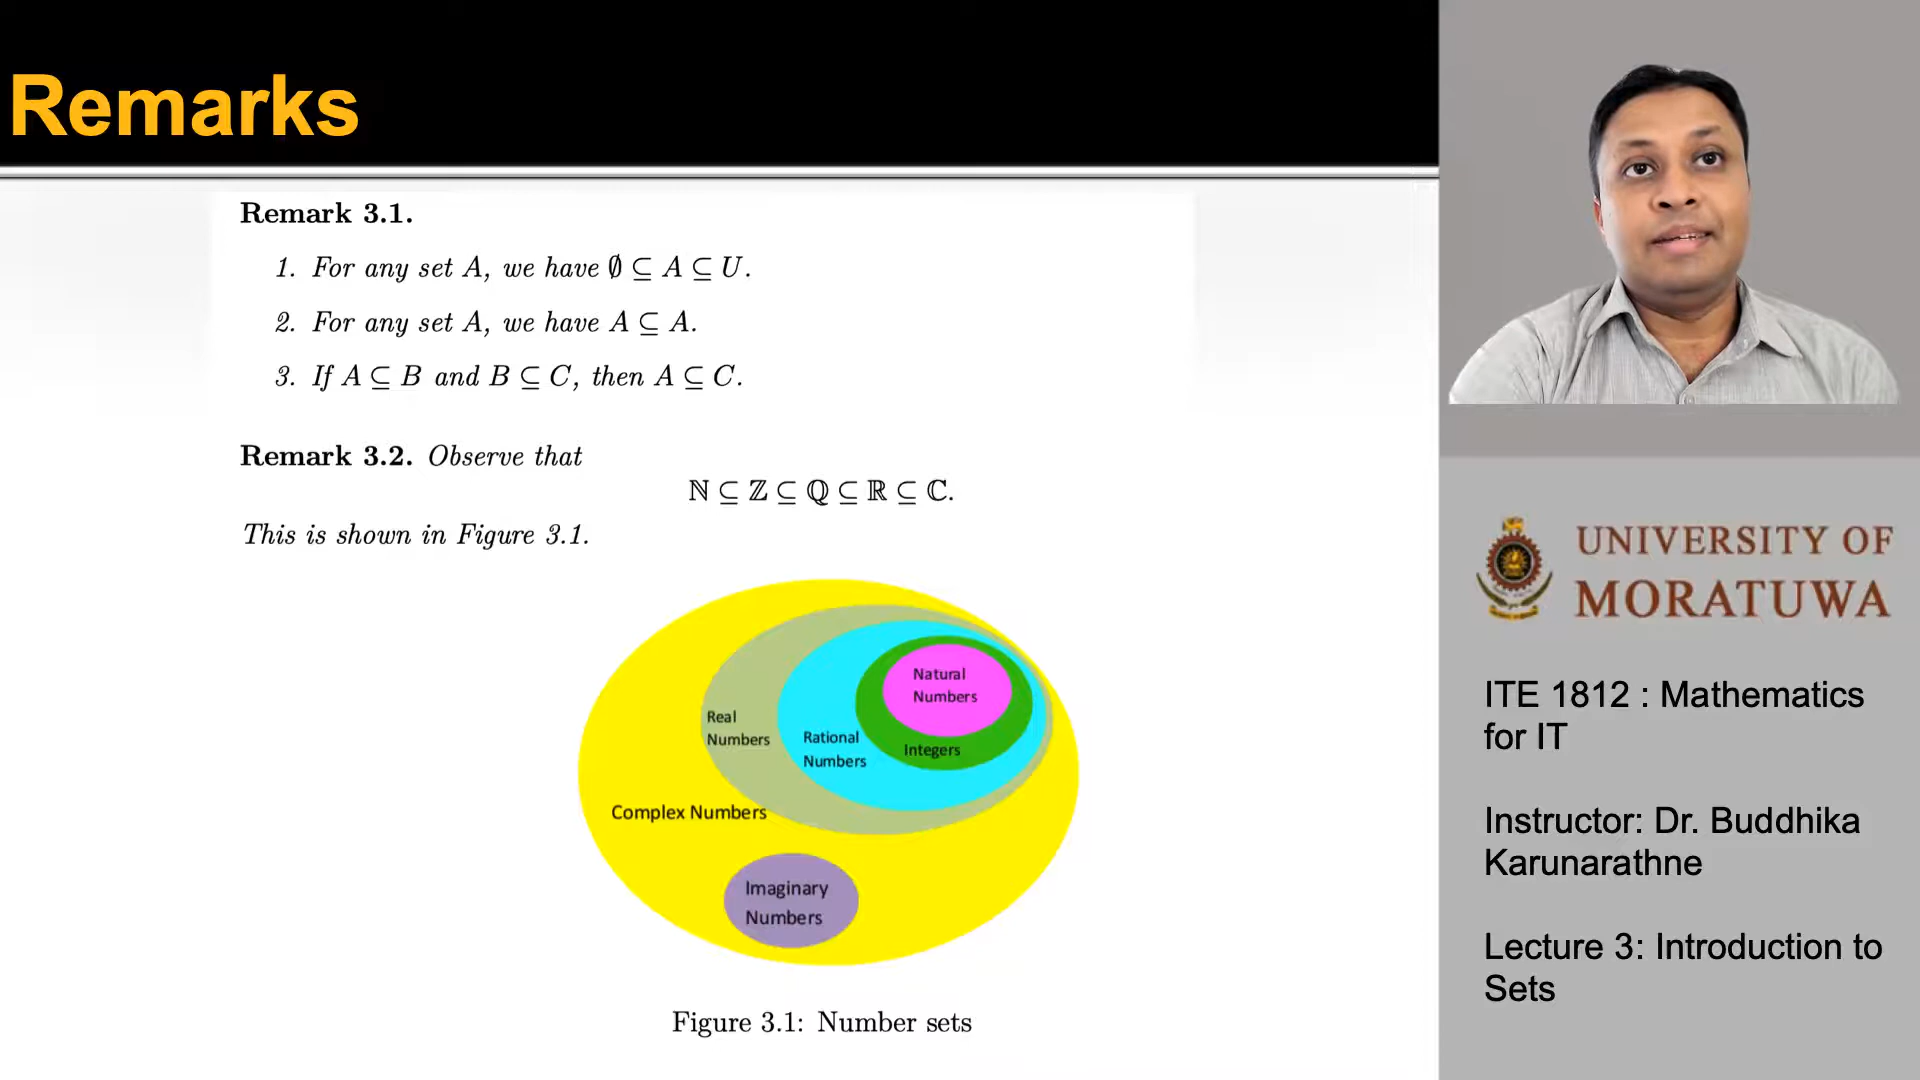 Remarks
Remark 3.1.
1. For any set A, we have ∅ ⊆ A ⊆ U.
2. For any set A, we have A ⊆ A.
3. If A ⊆ B and B ⊆ C, then A ⊆ C.
Remark 3.2. Observe that
ℕ ⊆ ℤ ⊆ ℚ ⊆ ℝ ⊆ ℂ.
This is shown in Figure 3.1.
Natural
Numbers
Real
Numbers
Rational
Numbers
Integers
Complex Numbers
Imaginary
Numbers
Figure 3.1: Number sets
UNIVERSITY OF
MORATUWA
ITE 1812 : Mathematics
for IT
Instructor: Dr. Buddhika
Karunarathne
Lecture 3: Introduction to
Sets